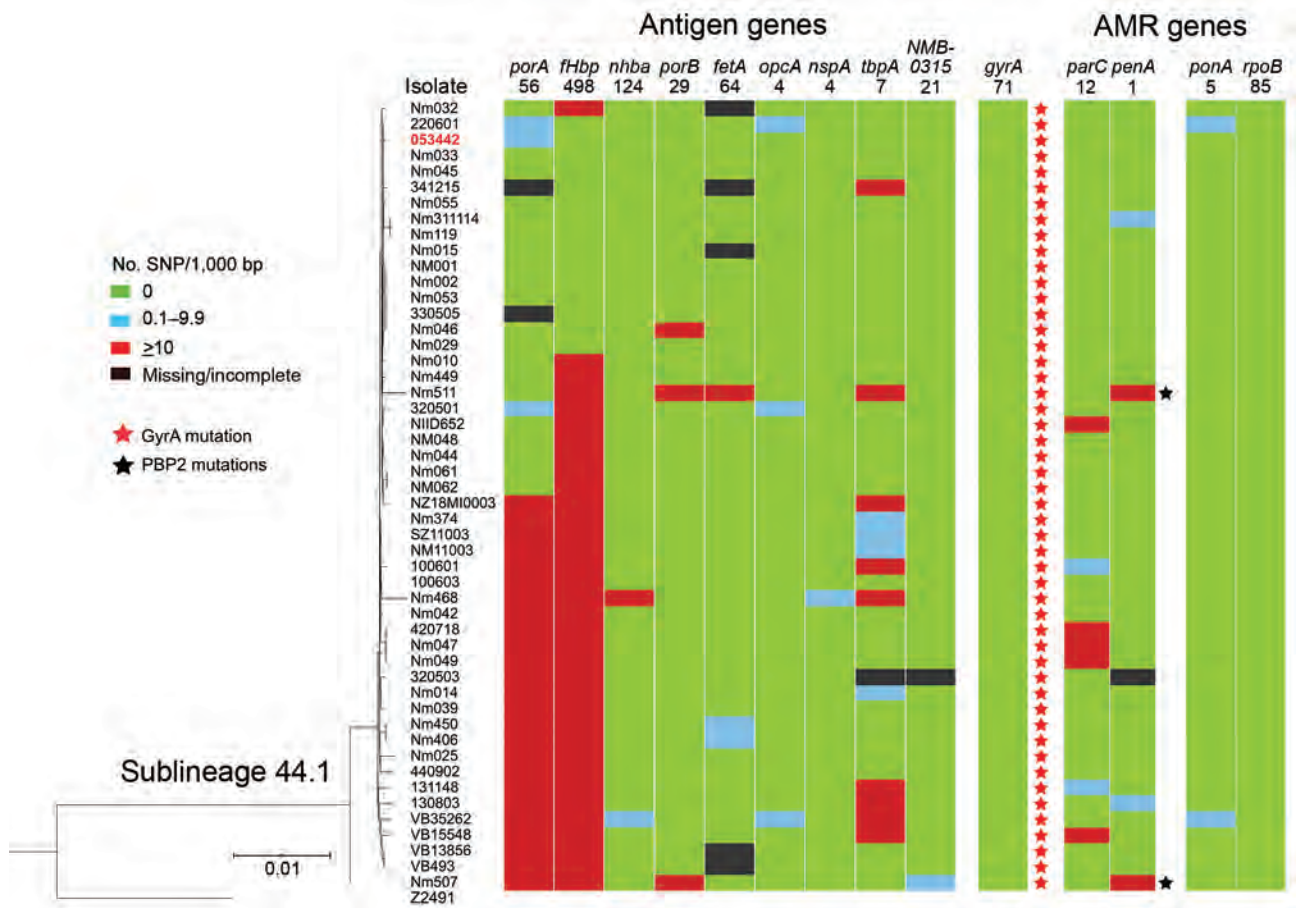 Antigen genes
AMR genes
NMB-
porA fHbp nhba porB fetA opcA nspA tbpA 0315 gyrA parC penA ponA rpoB
Isolate 56 498 124 29 64 4 4 7 21 71 12 1 5 85
Nm032
220601
053442
Nm033
Nm045
341215
Nm055
Nm311114
Nm119
Nm015
NM001
Nm002
Nm053
330505
Nm046
Nm029
Nm010
Nm449
Nm511
320501
NIID652
NM048
Nm044
Nm061
NM062
NZ18MI0003
Nm374
SZ11003
NM11003
100601
100603
Nm468
Nm042
420718
Nm047
Nm049
320503
Nm014
Nm039
Nm450
Nm406
Nm025
440902
131148
130803
VB35262
VB15548
VB13856
VB493
Nm507
Z2491
No. SNP/1,000 bp
0
0.1–9.9
≥10
Missing/incomplete
GyrA mutation
PBP2 mutations
Sublineage 44.1
0.01